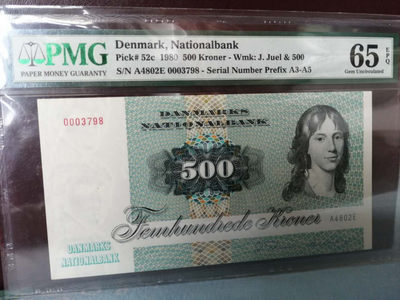 PMG
PAPER MONEY GUARANTY
Denmark, Nationalbank
Pick# 52c 1980 500 Kroner - Wmk: J. Juel & 500
S/N A4802E 0003798 - Serial Number Prefix A3-A5
65 EPQ
Gem Uncirculated
DANMARKS
NATIONALBANK
0003798
500
Femhundrede Kroner
A4802E
DANMARKS
NATIONALBANK